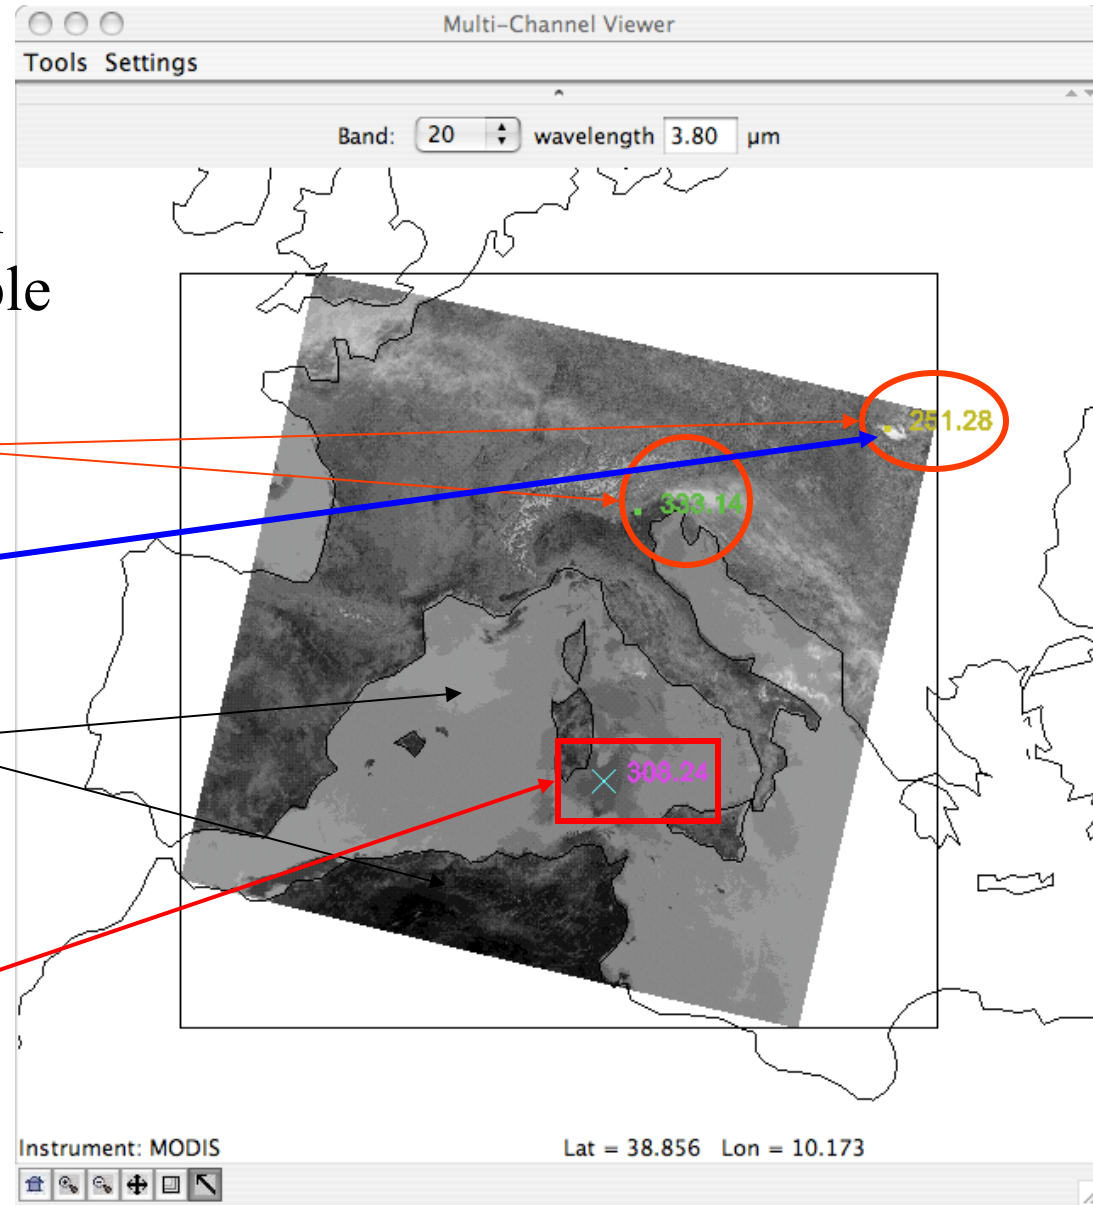 Multi-Channel Viewer
Tools Settings
Band: 20 wavelength 3.80 µm
251.28
333.14
308.24
Instrument: MODIS Lat = 38.856 Lon = 10.173